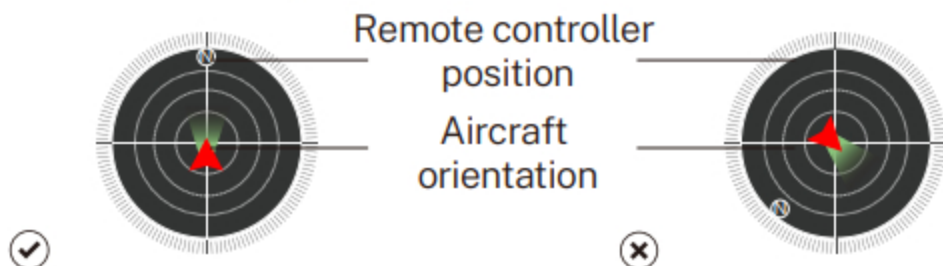 N
Remote controller
position
Aircraft
orientation
N